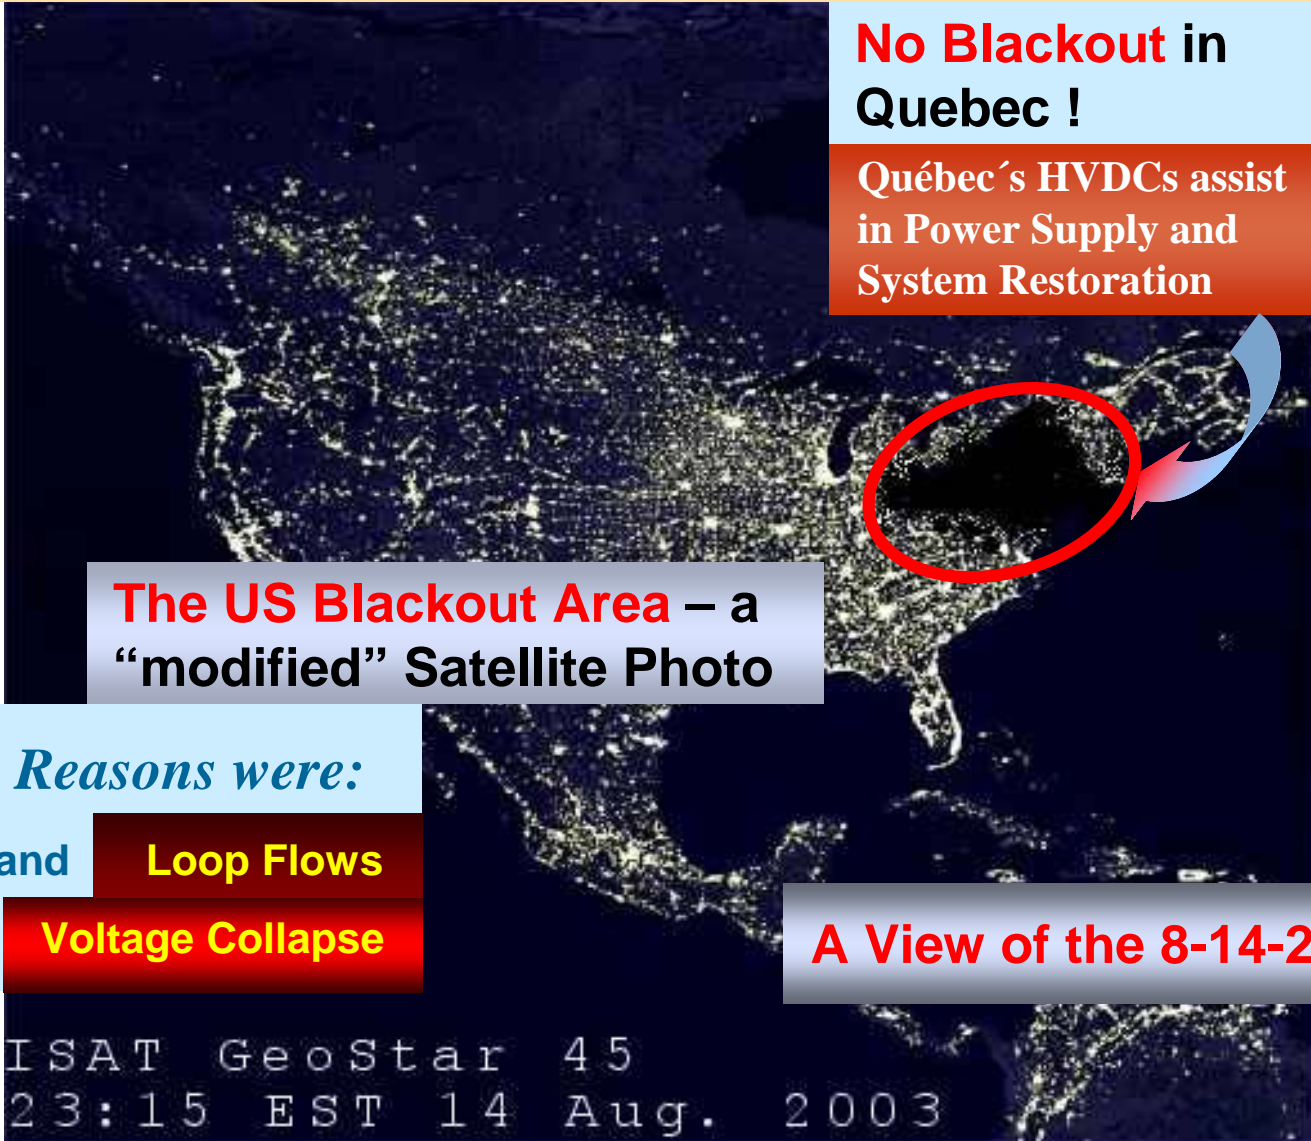 No Blackout in
Quebec !
Québec´s HVDCs assist
in Power Supply and
System Restoration
The US Blackout Area – a
“modified” Satellite Photo
Reasons were:
and Loop Flows
Voltage Collapse
A View of the 8-14-2
ISAT GeoStar 45
23:15 EST 14 Aug. 2003